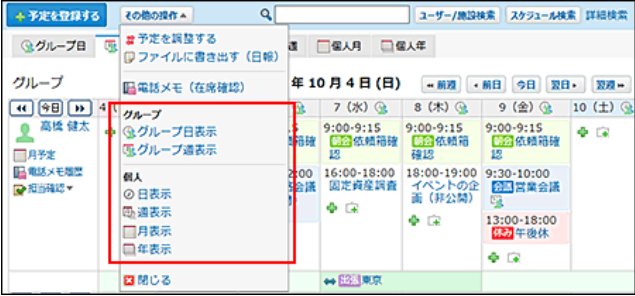 予定を登録する
その他の操作
ユーザー/施設検索
スケジュール検索
詳細検索
グループ日
週
個人月
個人年
予定を調整する
ファイルに書き出す（日報）
電話メモ（在席確認）
グループ
グループ日表示
グループ週表示
個人
日表示
週表示
月表示
年表示
閉じる
グループ
年 10 月 4 日 (日)
前週
前日
今日
翌日
翌週
今日
4 (
7 (水)
8 (木)
9 (金)
10 (土)
高橋 健太
月予定
電話メモ履歴
担当確認
9:00-9:15
朝会 依頼箱確認
9:00-9:15
朝会 依頼箱確認
9:00-9:15
朝会 依頼箱確認
16:00-18:00
固定資産調査
18:00-19:00
イベントの企画（非公開）
9:30-10:00
会議 営業会議
13:00-18:00
休み 午後休
出張 東京